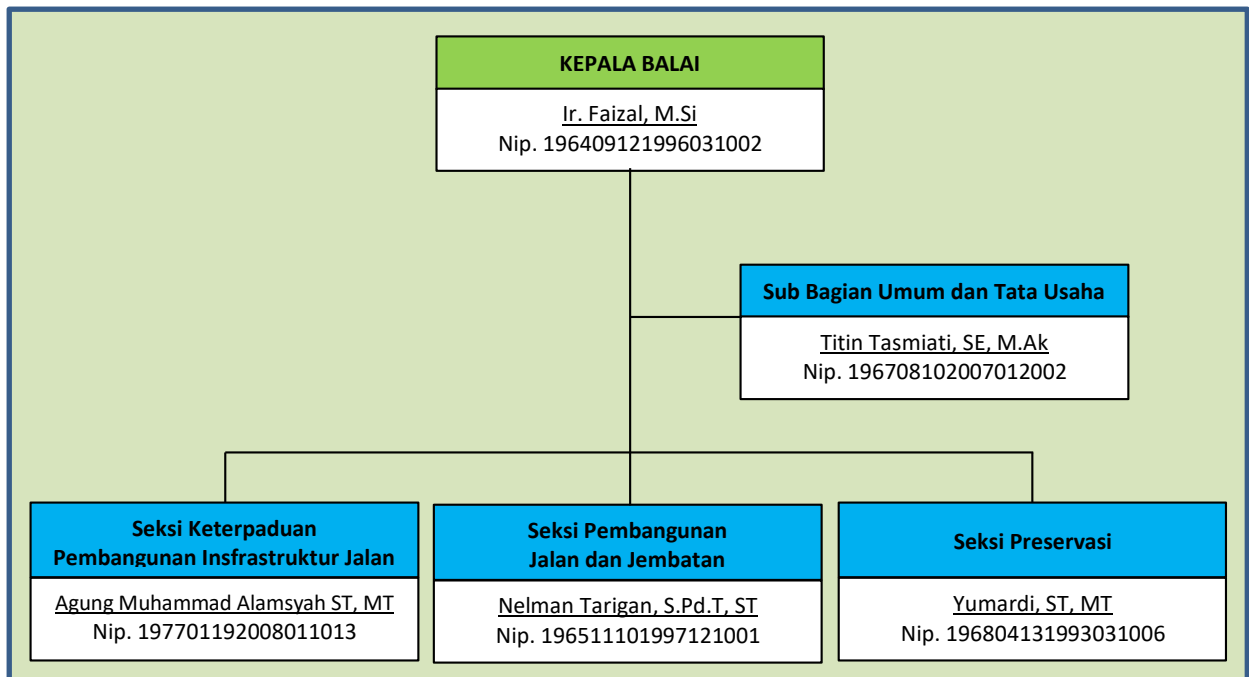 KEPALA BALAI
Ir. Faizal, M.Si
Nip. 196409121996031002
Sub Bagian Umum dan Tata Usaha
Titin Tasmiati, SE, M.Ak
Nip. 196708102007012002
Seksi Keterpaduan
Pembangunan Insfrastruktur Jalan
Agung Muhammad Alamsyah ST, MT
Nip. 197701192008011013
Seksi Pembangunan
Jalan dan Jembatan
Nelman Tarigan, S.Pd.T, ST
Nip. 196511101997121001
Seksi Preservasi
Yumardi, ST, MT
Nip. 196804131993031006